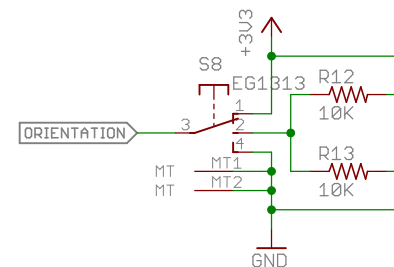 +3V3
S8
EG1313
R12
1
10K
3
2
ORIENTATION
4
R13
MT
MT1
MT
MT2
10K
GND